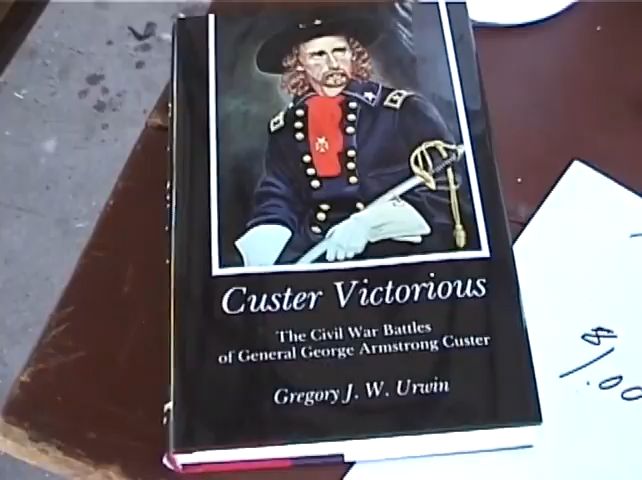 Custer Victorious
The Civil War Battles
of General George Armstrong Custer
Gregory J. W. Urwin
$1.00